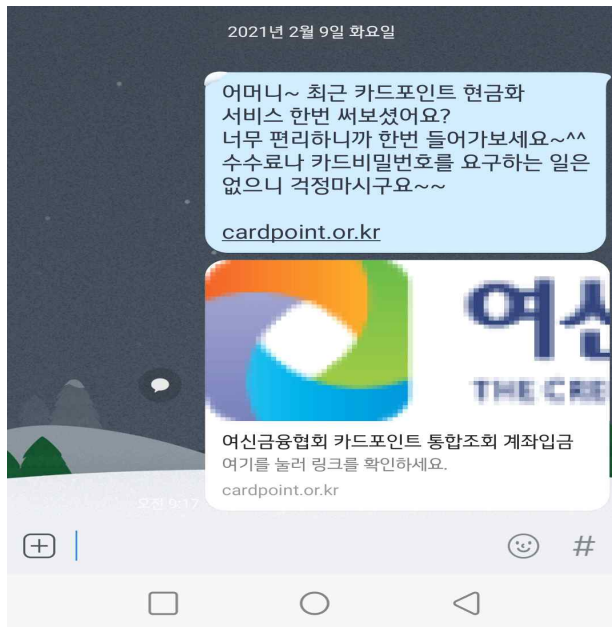 2021년 2월 9일 화요일
어머니~ 최근 카드포인트 현금화
서비스 한번 써보셨어요?
너무 편리하니까 한번 들어가보세요~^^
수수료나 카드비밀번호를 요구하는 일은
없으니 걱정마시구요~~
cardpoint.or.kr
여신
THE CRE
여신금융협회 카드포인트 통합조회 계좌입금
여기를 눌러 링크를 확인하세요.
cardpoint.or.kr
오전 9:17
#